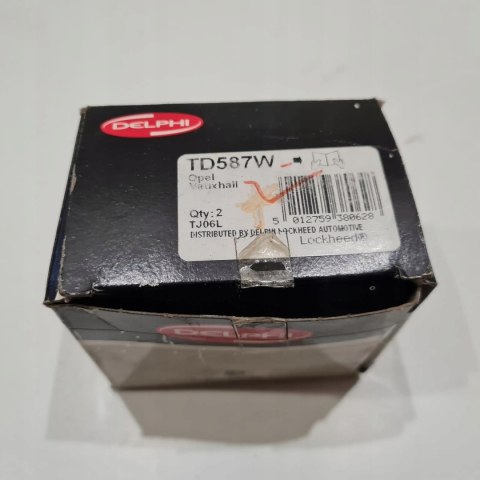 DELPHI
TD587W
Opel
Vauxhall
Qty: 2
TJ06L
5 012759 380628
DISTRIBUTED BY DELPHI LOCKHEED AUTOMOTIVE
Lockheed®
DELPHI